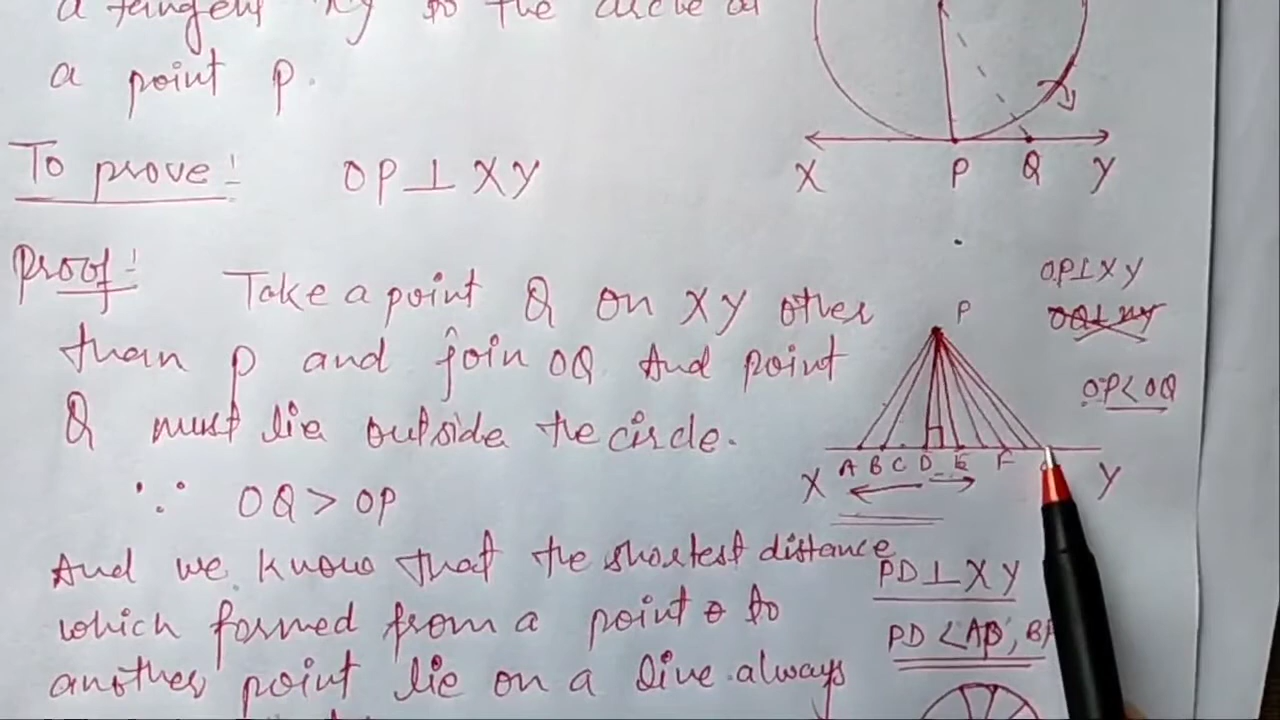 a tangent XY to the circle at
a point P.
To prove:  OP ⊥ XY
Proof: Take a point Q on XY other
than P and join OQ. And point
Q must lie outside the circle.
∵ OQ > OP
And we know that the shortest distance
which formed from a point to
another point lie on a line always
X P Q Y
OP ⊥ XY
OQ ⊥ XY
P
OP < OQ
A B C D E F
X Y
PD ⊥ XY
PD < AP, BP